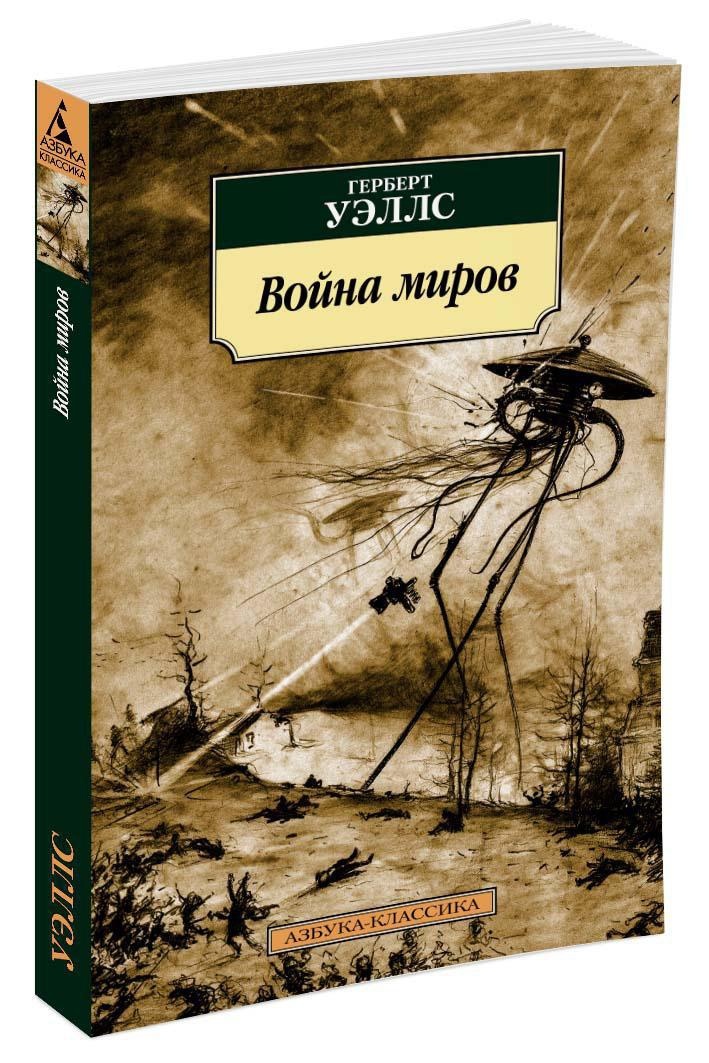 ГЕРБЕРТ
УЭЛЛС
Война миров
АЗБУКА-КЛАССИКА
АЗБУКА
КЛАССИКА
Война миров
УЭЛЛС